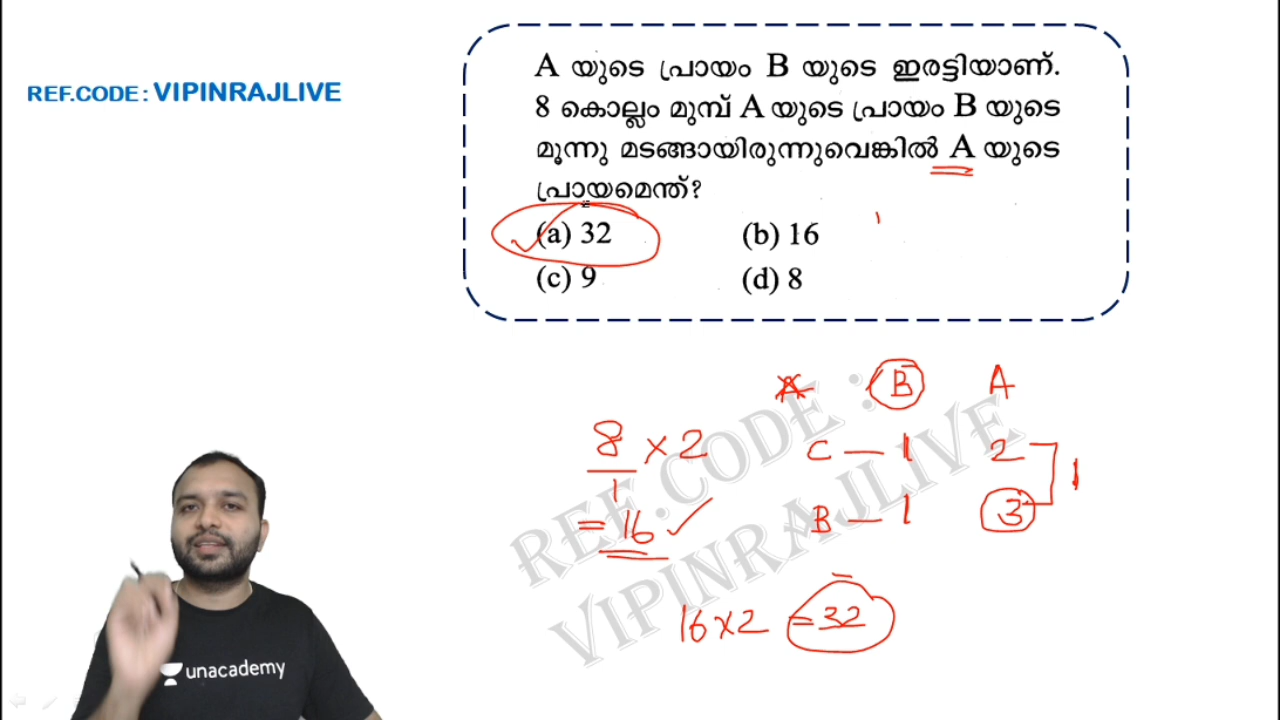 REF.CODE : VIPINRAJLIVE
A യുടെ പ്രായം B യുടെ ഇരട്ടിയാണ്.
8 കൊല്ലം മുമ്പ് A യുടെ പ്രായം B യുടെ
മൂന്നു മടങ്ങായിരുന്നുവെങ്കിൽ A യുടെ
പ്രായമെന്ത്?
(a) 32 (b) 16
(c) 9 (d) 8
A B A
8 × 2 C — 1 2
1 1
= 16 B — 1 3
16 × 2 = 32
REF.CODE :
VIPINRAJLIVE
unacademy